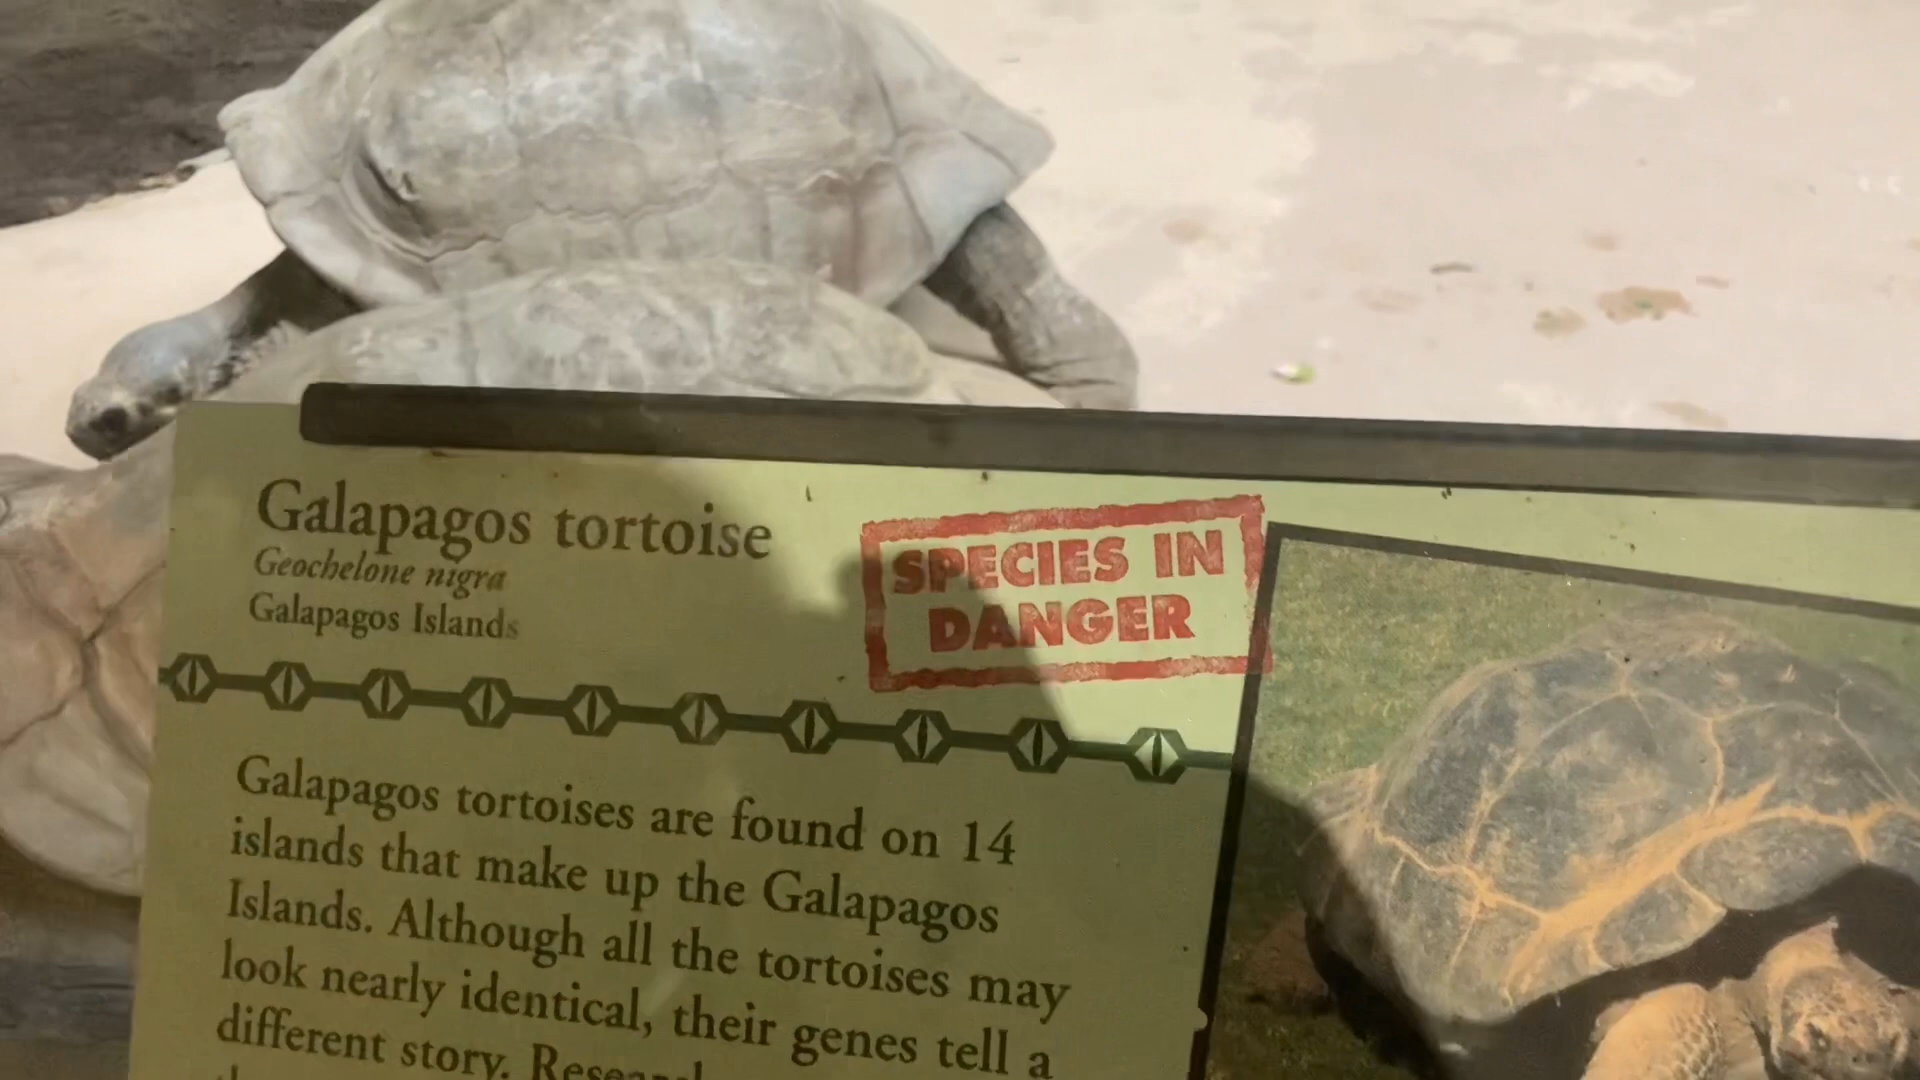 Galapagos tortoise
Geochelone nigra
Galapagos Islands
SPECIES IN
DANGER
Galapagos tortoises are found on 14
islands that make up the Galapagos
Islands. Although all the tortoises may
look nearly identical, their genes tell a
different story.